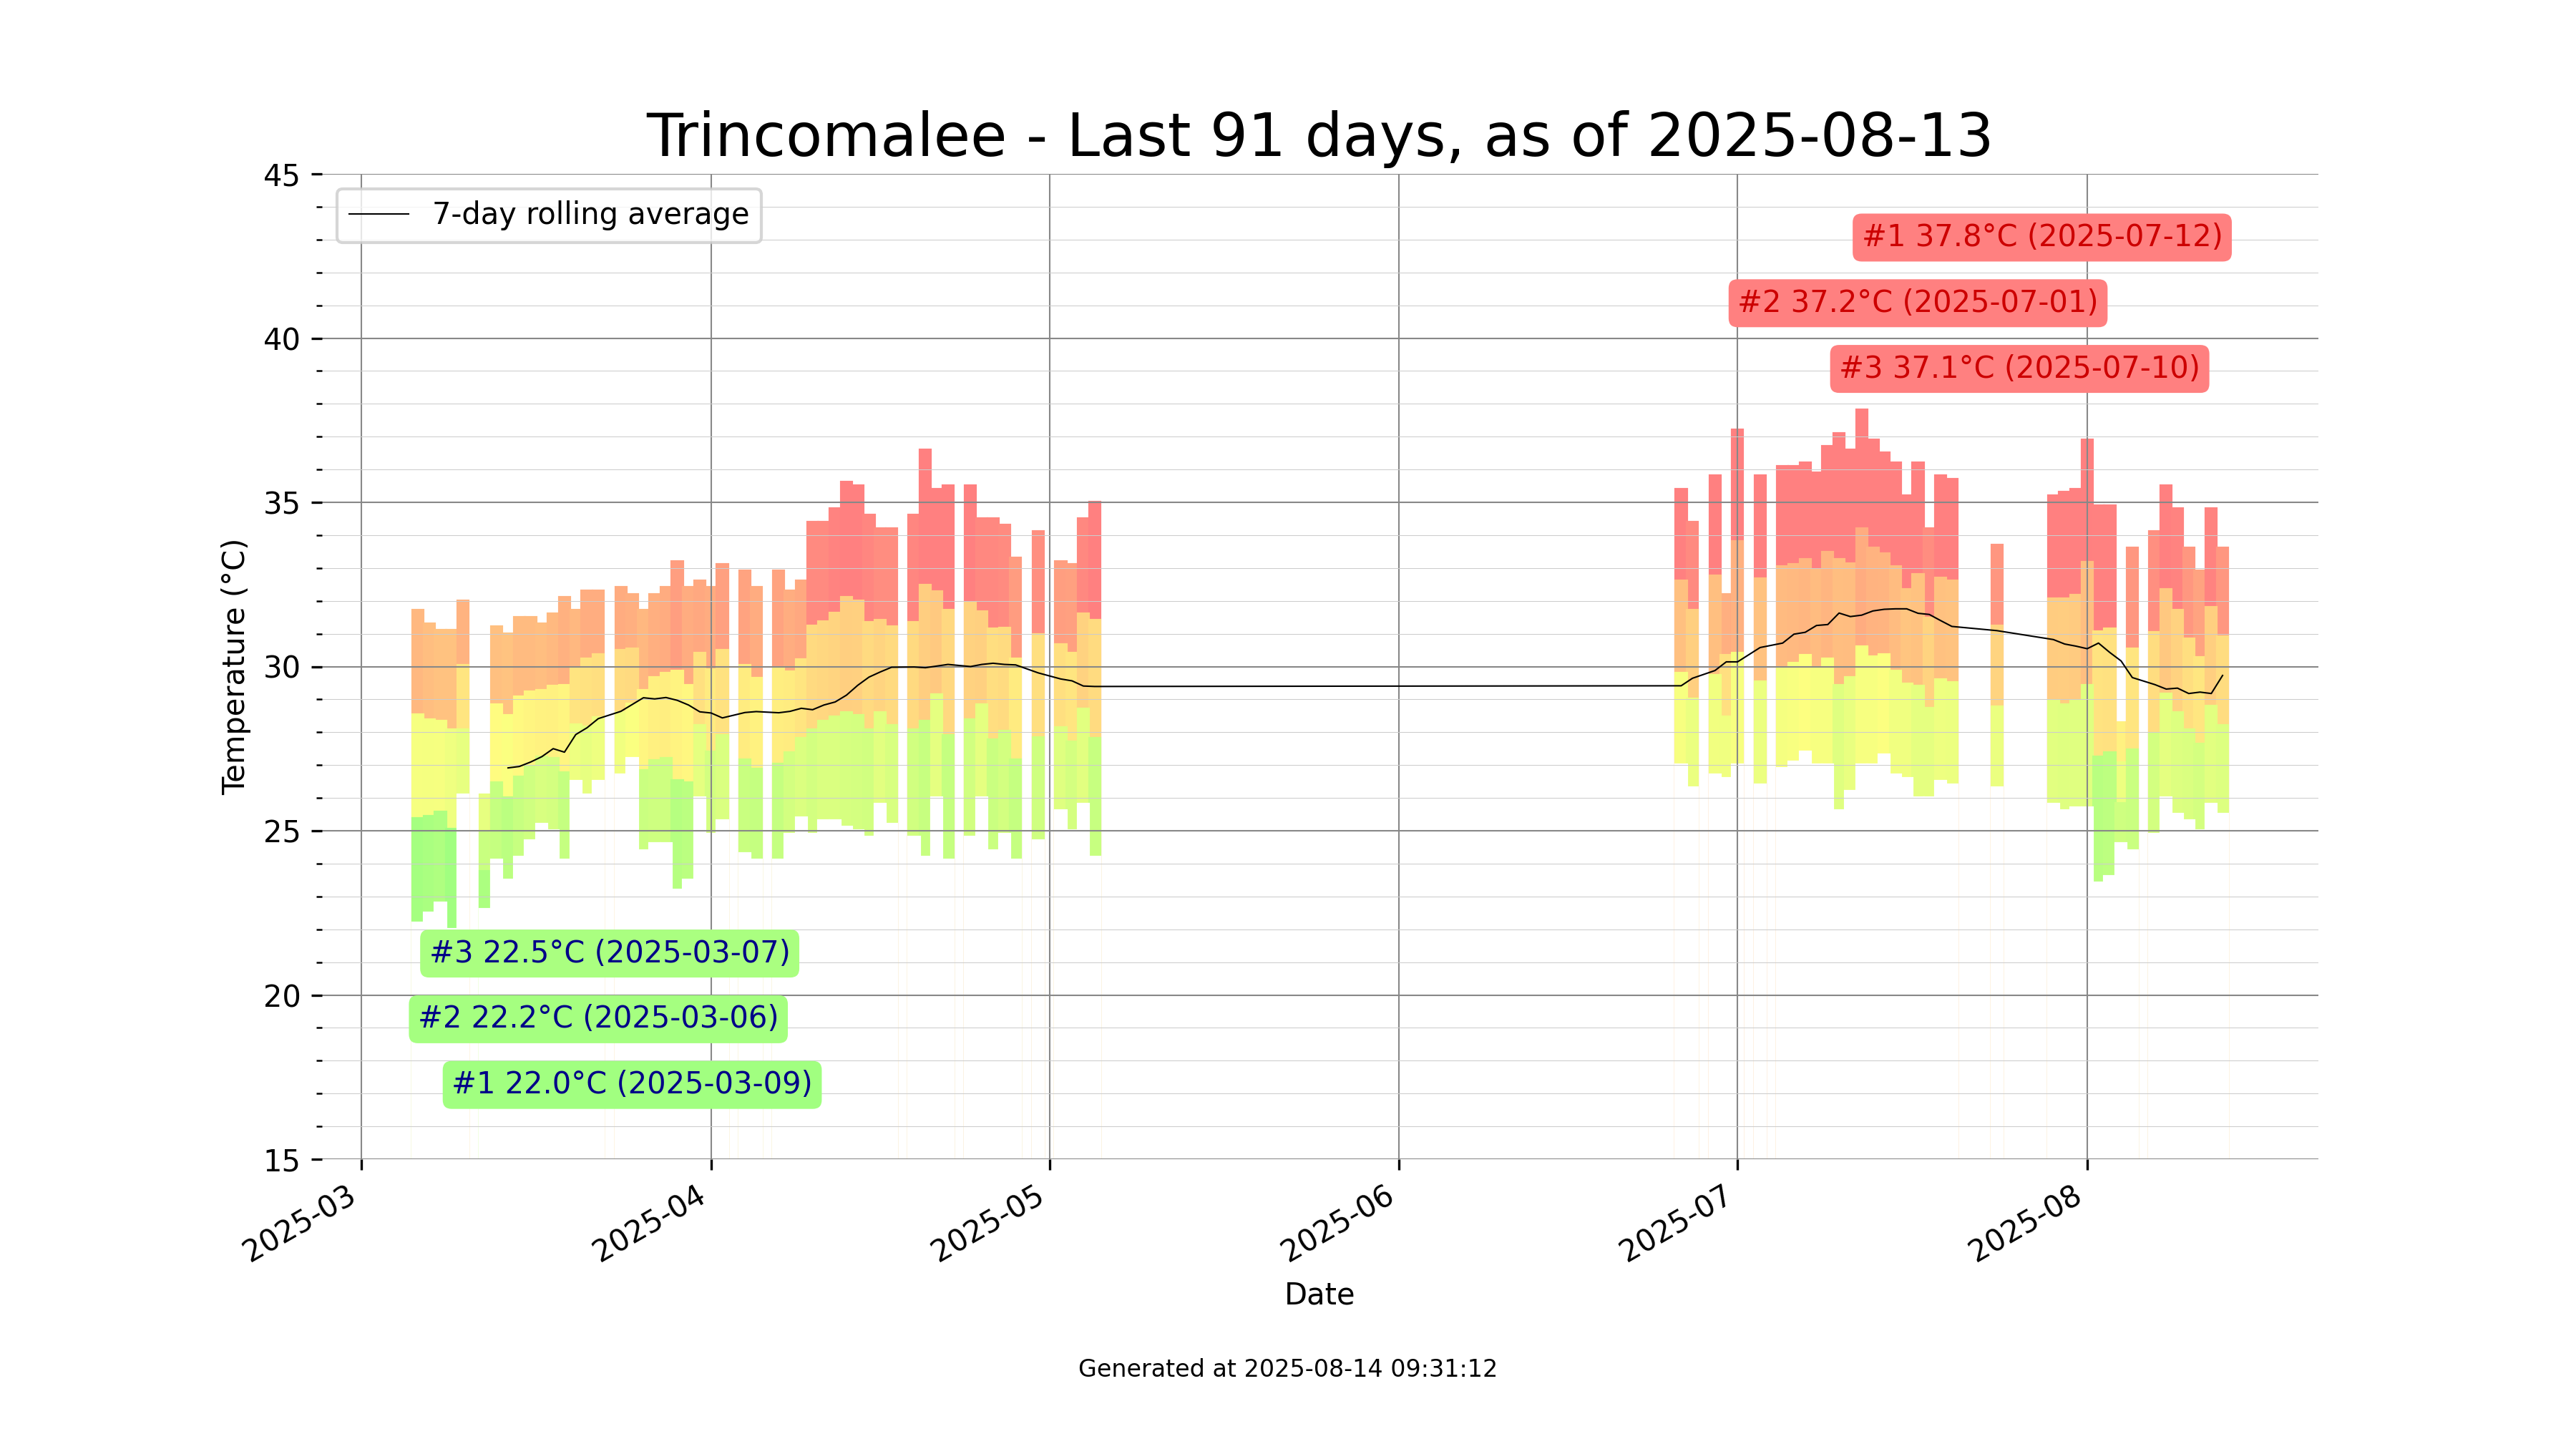 Trincomalee - Last 91 days, as of 2025-08-13
45
7-day rolling average
#1 37.8°C (2025-07-12)
#2 37.2°C (2025-07-01)
40
#3 37.1°C (2025-07-10)
35
30
Temperature (°C)
25
#3 22.5°C (2025-03-07)
20
#2 22.2°C (2025-03-06)
#1 22.0°C (2025-03-09)
15
2025-03
2025-04
2025-05
2025-06
2025-07
2025-08
Date
Generated at 2025-08-14 09:31:12